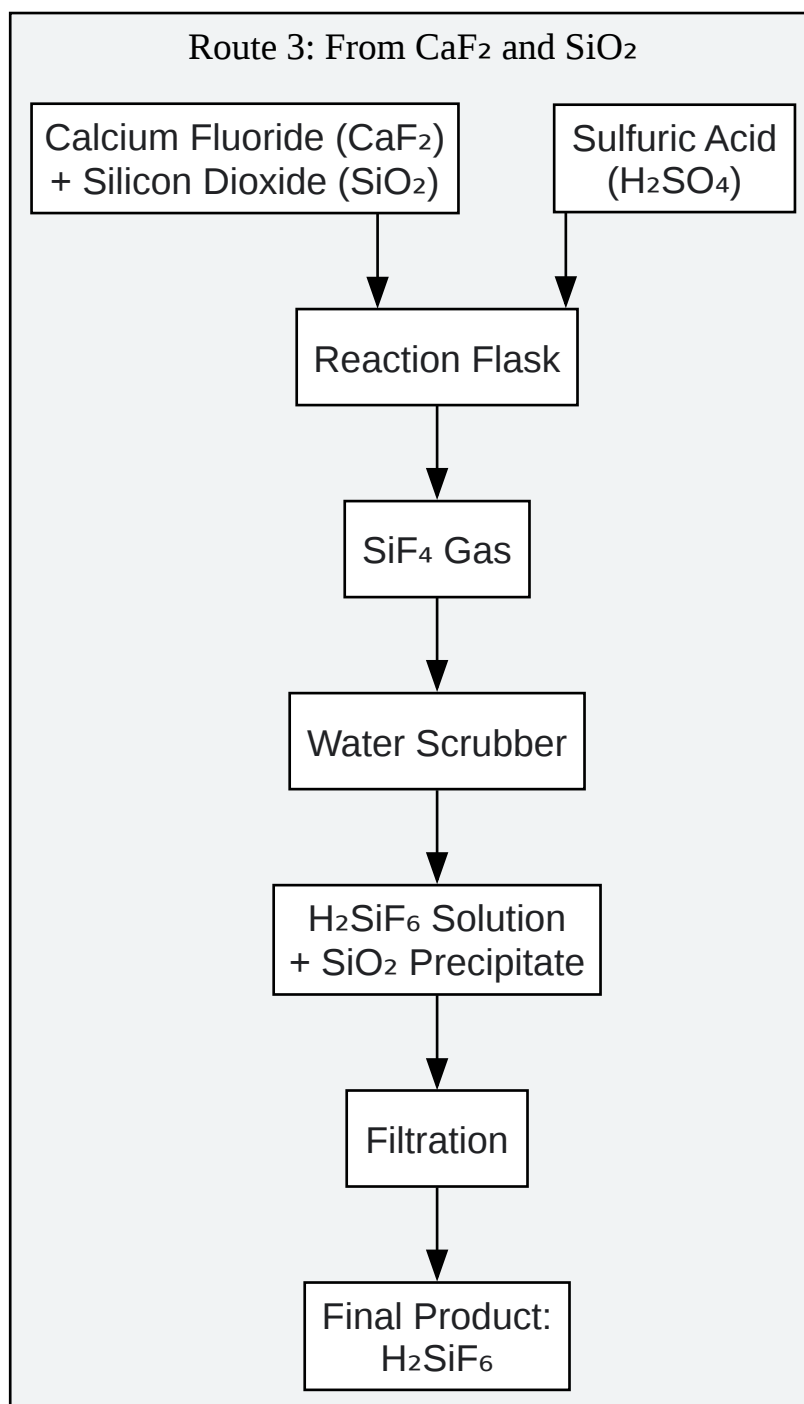 Route 3: From CaF₂ and SiO₂
Calcium Fluoride (CaF₂)
+ Silicon Dioxide (SiO₂)
Sulfuric Acid
(H₂SO₄)
Reaction Flask
SiF₄ Gas
Water Scrubber
H₂SiF₆ Solution
+ SiO₂ Precipitate
Filtration
Final Product:
H₂SiF₆